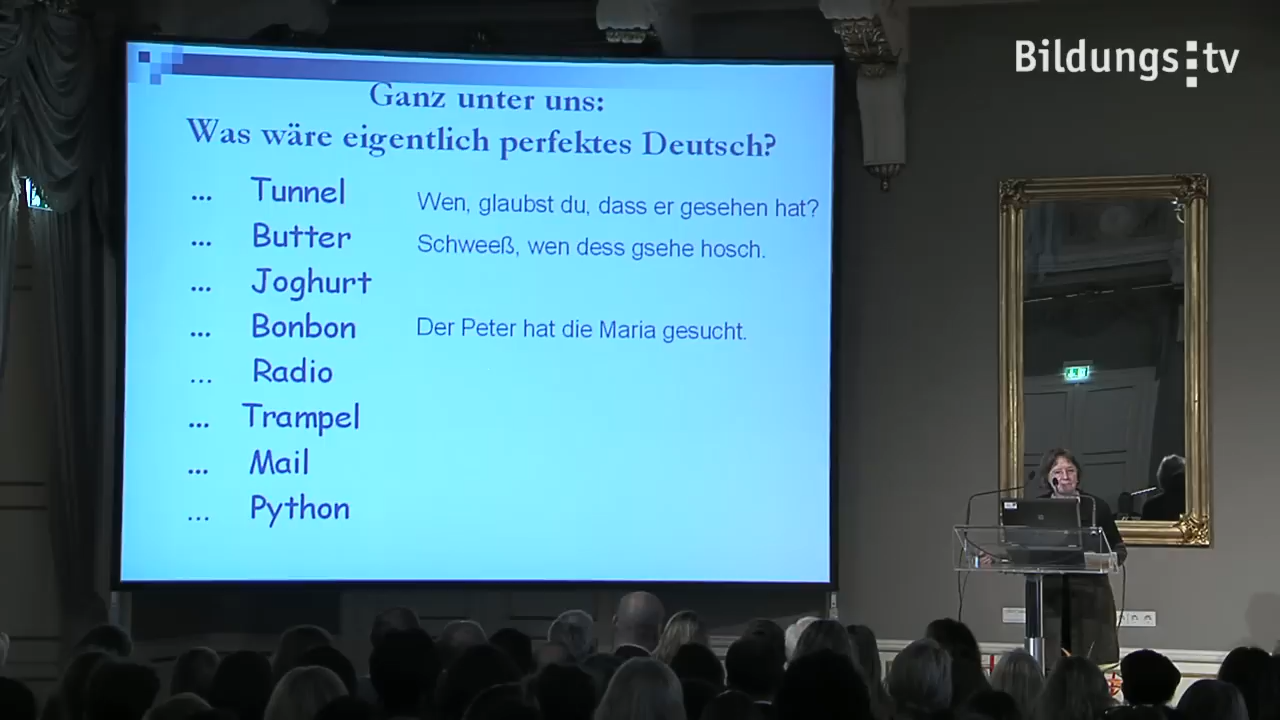 Bildungs:tv
Ganz unter uns:
Was wäre eigentlich perfektes Deutsch?
... Tunnel
... Butter
... Joghurt
... Bonbon
... Radio
... Trampel
... Mail
... Python
Wen, glaubst du, dass er gesehen hat?
Schweeß, wen dess gsehe hosch.
Der Peter hat die Maria gesucht.